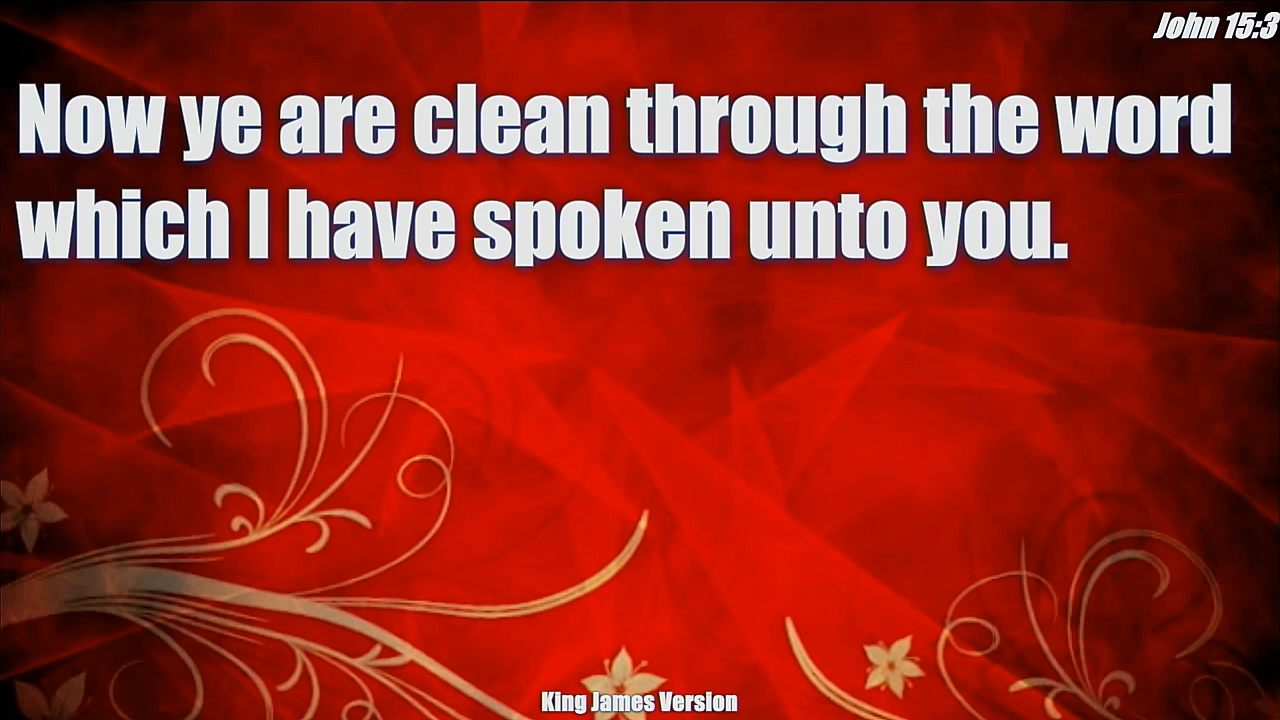 John 15:3
Now ye are clean through the word
which I have spoken unto you.
King James Version